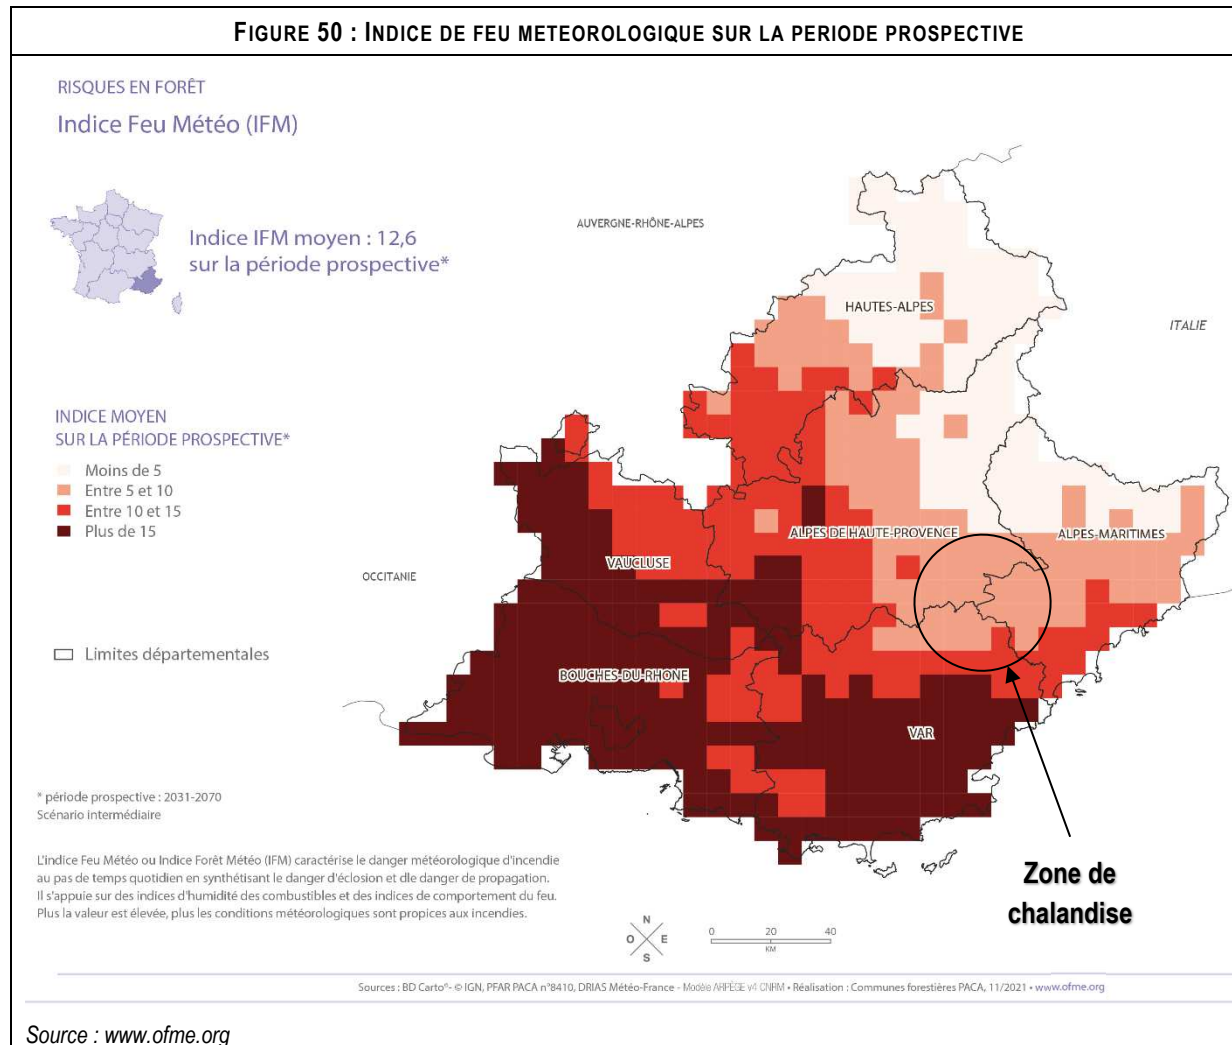 FIGURE 50 : INDICE DE FEU METEOROLOGIQUE SUR LA PERIODE PROSPECTIVE
RISQUES EN FORÊT
Indice Feu Météo (IFM)
Indice IFM moyen : 12,6
sur la période prospective*
AUVERGNE-RHÔNE-ALPES
HAUTES-ALPES
ITALIE
INDICE MOYEN
SUR LA PÉRIODE PROSPECTIVE*
Moins de 5
Entre 5 et 10
Entre 10 et 15
Plus de 15
ALPES DE HAUTE-PROVENCE
ALPES-MARITIMES
VAUCLUSE
OCCITANIE
Limites départementales
BOUCHES-DU-RHONE
VAR
* période prospective : 2031-2070
Scénario intermédiaire
L'indice Feu Météo ou Indice Forêt Météo (IFM) caractérise le danger météorologique d'incendie
au pas de temps quotidien en synthétisant le danger d'éclosion et dle danger de propagation.
Il s'appuie sur des indices d'humidité des combustibles et des indices de comportement du feu.
Plus la valeur est élevée, plus les conditions météorologiques sont propices aux incendies.
Zone de
chalandise
N
O E
S
0 20 40
KM
Sources : BD Carto®- © IGN, PFAR PACA n°8410, DRIAS Météo-France - Modèle ARPÈGE v4 CNRM • Réalisation : Communes forestières PACA, 11/2021 • www.ofme.org
Source : www.ofme.org